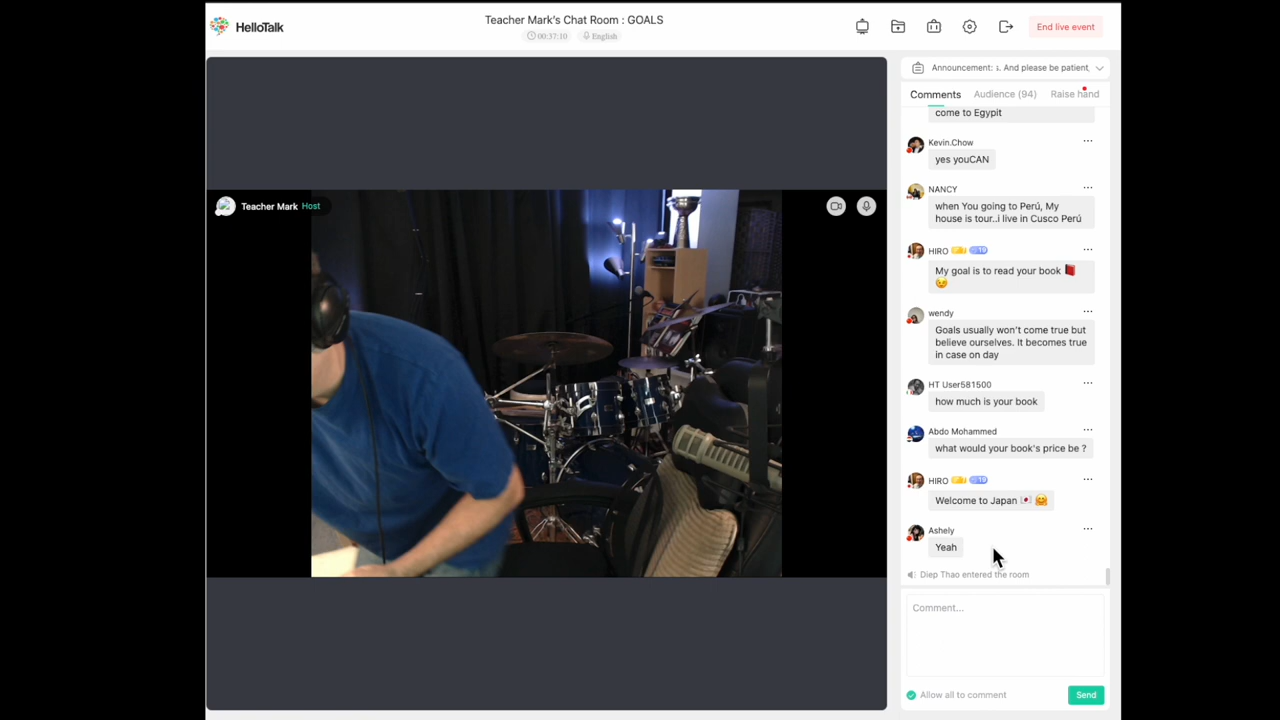 HelloTalk
Teacher Mark's Chat Room : GOALS
00:37:10
English
End live event
Announcement: s. And please be patient,
Comments
Audience (94)
Raise hand
Teacher Mark Host
come to Egypit
Kevin.Chow
yes youCAN
NANCY
when You going to Perú, My
house is tour..i live in Cusco Perú
HIRO
19
My goal is to read your book 📕
😉
wendy
Goals usually won't come true but
believe ourselves. It becomes true
in case on day
HT User581500
how much is your book
Abdo Mohammed
what would your book's price be ?
HIRO
19
Welcome to Japan 🇯🇵 🤗
Ashely
Yeah
Diep Thao entered the room
Comment...
Allow all to comment
Send